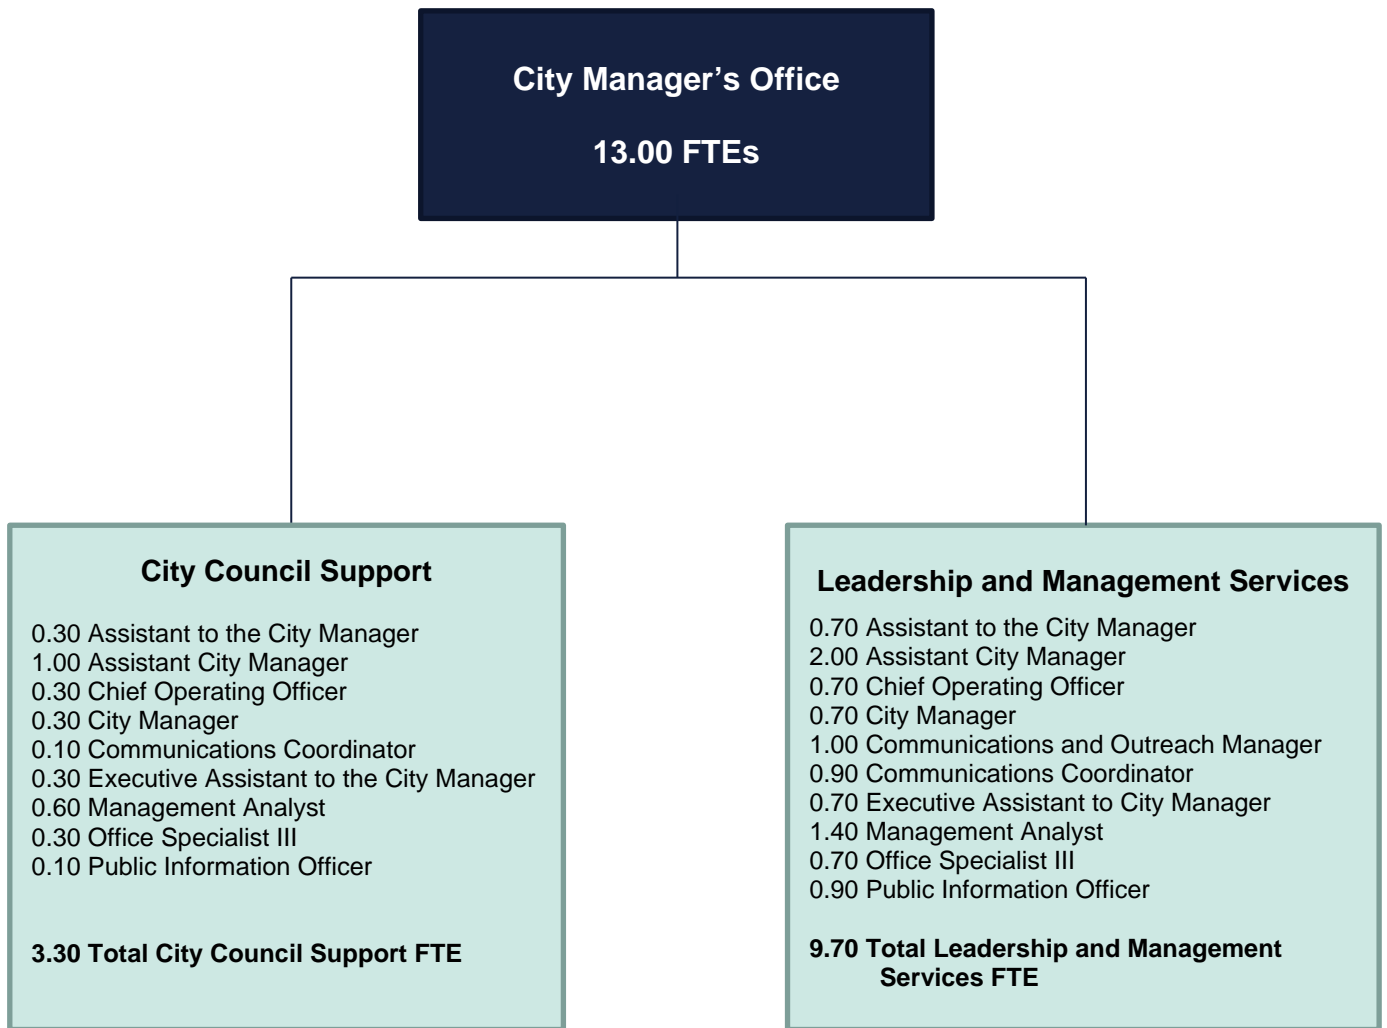 City Manager’s Office
13.00 FTEs
City Council Support
0.30 Assistant to the City Manager
1.00 Assistant City Manager
0.30 Chief Operating Officer
0.30 City Manager
0.10 Communications Coordinator
0.30 Executive Assistant to the City Manager
0.60 Management Analyst
0.30 Office Specialist III
0.10 Public Information Officer
3.30 Total City Council Support FTE
Leadership and Management Services
0.70 Assistant to the City Manager
2.00 Assistant City Manager
0.70 Chief Operating Officer
0.70 City Manager
1.00 Communications and Outreach Manager
0.90 Communications Coordinator
0.70 Executive Assistant to City Manager
1.40 Management Analyst
0.70 Office Specialist III
0.90 Public Information Officer
9.70 Total Leadership and Management
Services FTE